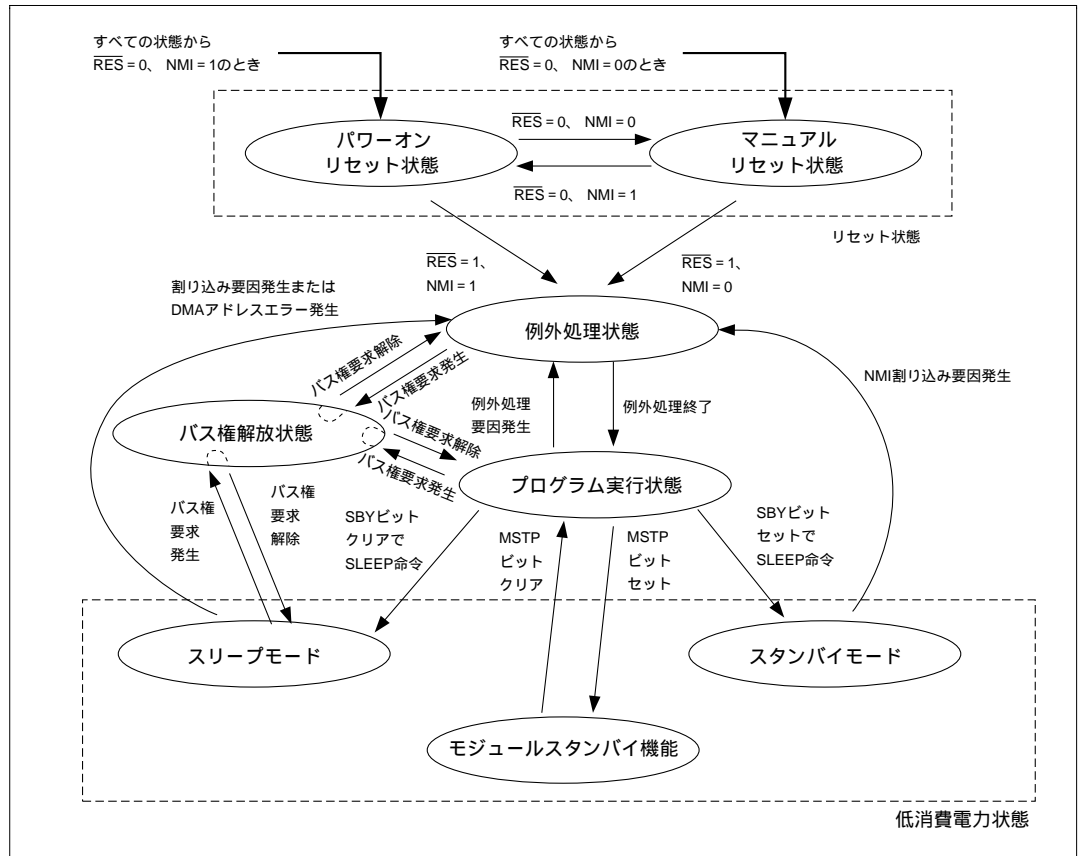 すべての状態から
RES = 0、 NMI = 1のとき
すべての状態から
RES = 0、 NMI = 0のとき
パワーオン
リセット状態
RES = 0、 NMI = 0
RES = 0、 NMI = 1
マニュアル
リセット状態
リセット状態
RES = 1、
NMI = 1
RES = 1、
NMI = 0
割り込み要因発生または
DMAアドレスエラー発生
例外処理状態
NMI割り込み要因発生
バス権要求解除
バス権要求発生
バス権解放状態
バス権要求解除
バス権要求発生
例外処理
要因発生
例外処理終了
プログラム実行状態
バス権
要求
発生
バス権
要求
解除
SBYビット
クリアで
SLEEP命令
MSTP
ビット
クリア
MSTP
ビット
セット
SBYビット
セットで
SLEEP命令
スリープモード
スタンバイモード
モジュールスタンバイ機能
低消費電力状態